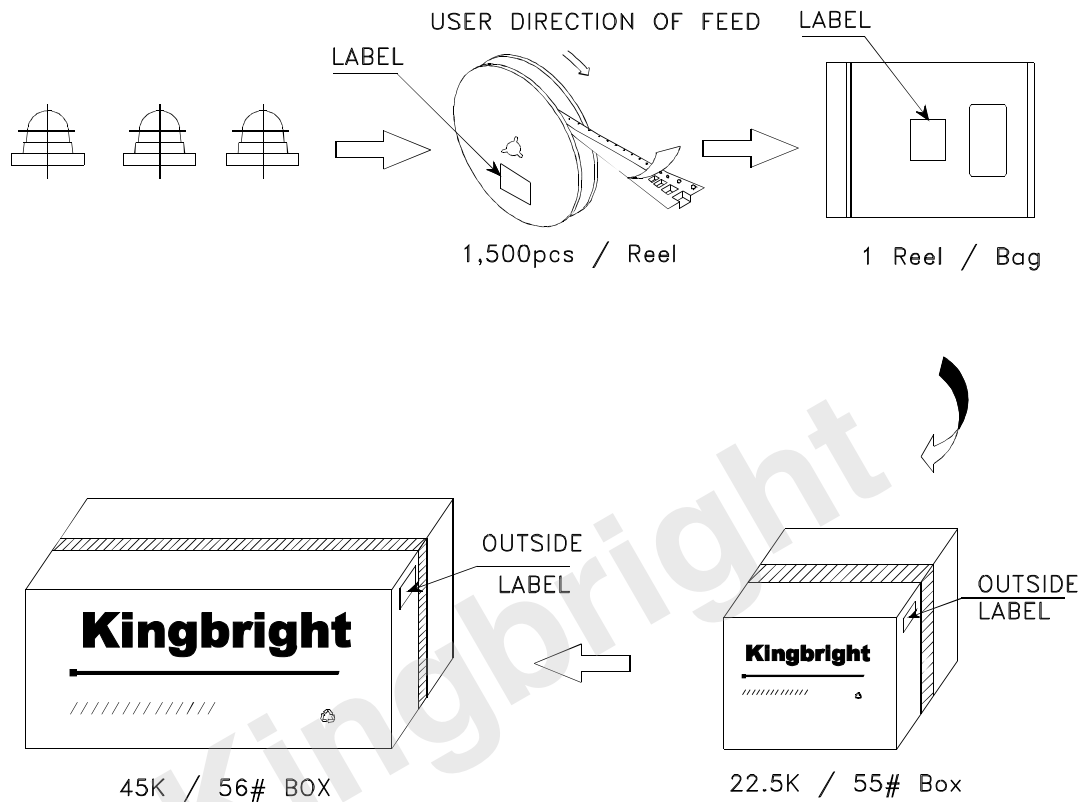 USER DIRECTION OF FEED
LABEL
LABEL
1,500pcs / Reel
1 Reel / Bag
OUTSIDE
LABEL
OUTSIDE
LABEL
Kingbright
Kingbright
45K / 56# BOX
22.5K / 55# Box
Kingbright